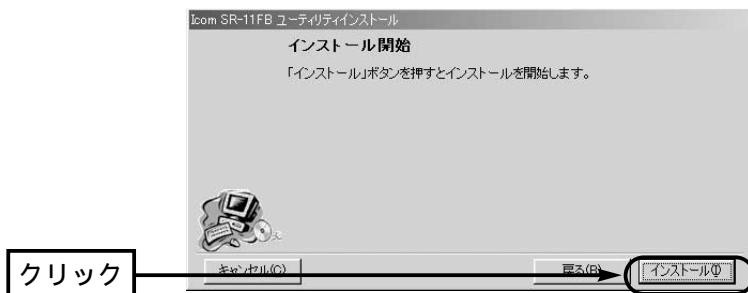 Icom SR-11FB ユーティリティインストール
インストール開始
「インストール」ボタンを押すとインストールを開始します。
クリック
キャンセル(C)
戻る(B)
インストール(I)